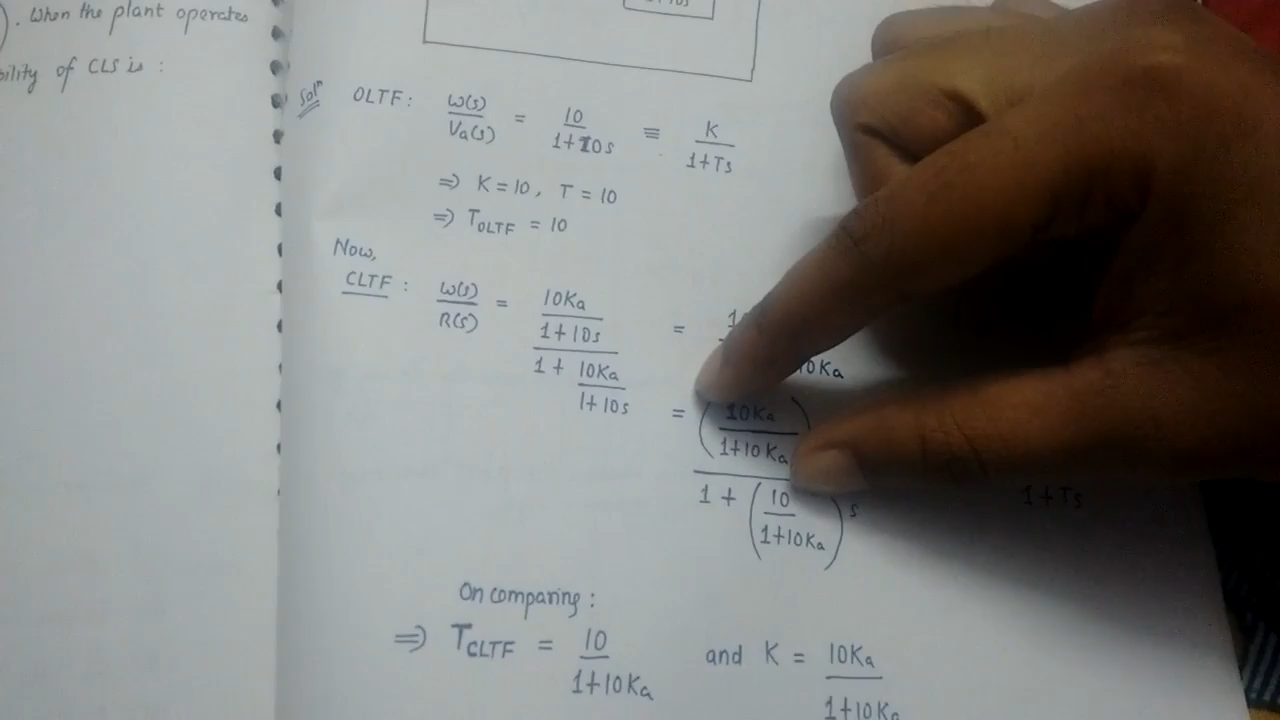 ). When the plant operates
bility of CLS is :
Solⁿ OLTF: ω(s)/Va(s) = 10/1+10s ≡ K/1+Ts
⇒ K = 10, T = 10
⇒ T_OLTF = 10
Now,
CLTF : ω(s)/R(s) = (10Ka/1+10s)/(1 + 10Ka/1+10s) =
= (10Ka/1+10Ka)/(1 + (10/1+10Ka)s)
1+Ts
On comparing :
⇒ T_CLTF = 10/1+10Ka and K = 10Ka/1+10Ka